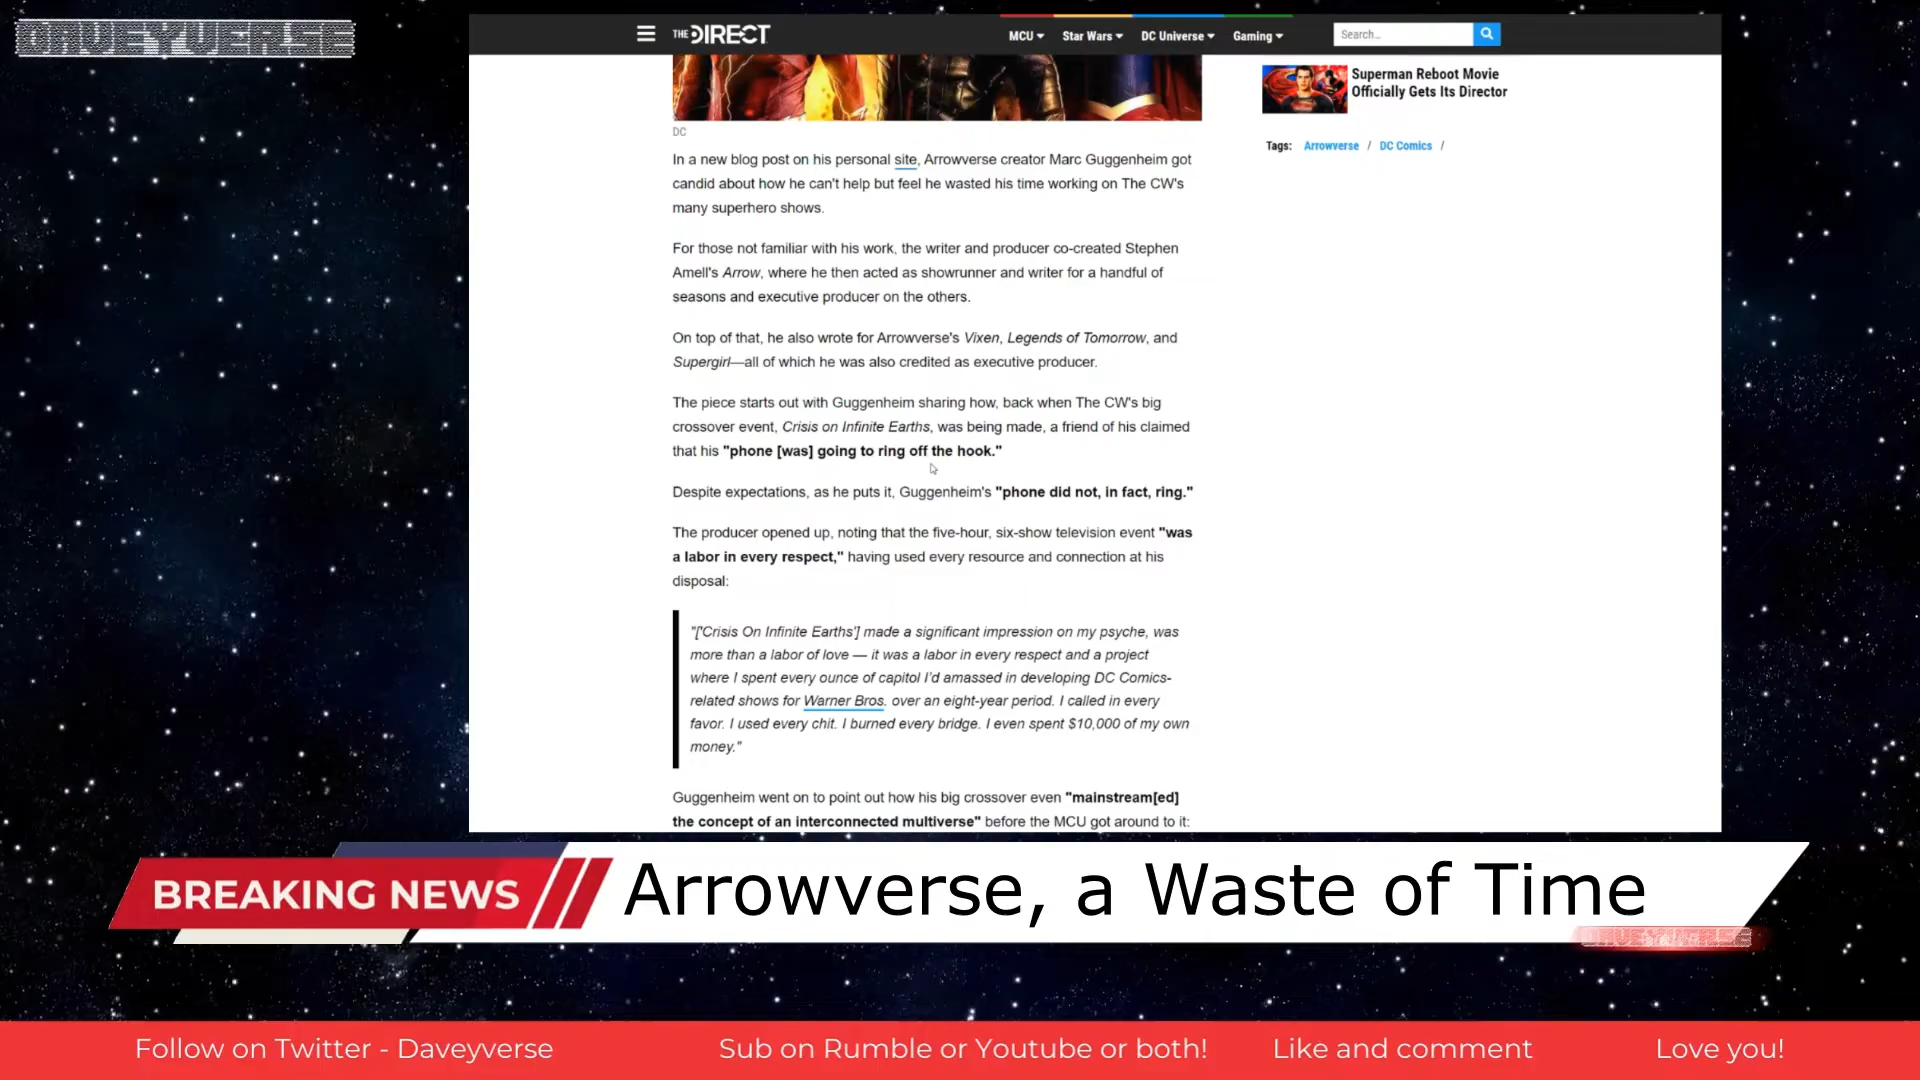 DAVEYVERSE
THE DIRECT
MCU
Star Wars
DC Universe
Gaming
Search...
Superman Reboot Movie
Officially Gets Its Director
Tags: Arrowverse / DC Comics /
DC
In a new blog post on his personal site, Arrowverse creator Marc Guggenheim got
candid about how he can't help but feel he wasted his time working on The CW's
many superhero shows.
For those not familiar with his work, the writer and producer co-created Stephen
Amell's Arrow, where he then acted as showrunner and writer for a handful of
seasons and executive producer on the others.
On top of that, he also wrote for Arrowverse's Vixen, Legends of Tomorrow, and
Supergirl—all of which he was also credited as executive producer.
The piece starts out with Guggenheim sharing how, back when The CW's big
crossover event, Crisis on Infinite Earths, was being made, a friend of his claimed
that his "phone [was] going to ring off the hook."
Despite expectations, as he puts it, Guggenheim's "phone did not, in fact, ring."
The producer opened up, noting that the five-hour, six-show television event "was
a labor in every respect," having used every resource and connection at his
disposal:
"['Crisis On Infinite Earths'] made a significant impression on my psyche, was
more than a labor of love — it was a labor in every respect and a project
where I spent every ounce of capitol I'd amassed in developing DC Comics-
related shows for Warner Bros. over an eight-year period. I called in every
favor. I used every chit. I burned every bridge. I even spent $10,000 of my own
money."
Guggenheim went on to point out how his big crossover even "mainstream[ed]
the concept of an interconnected multiverse" before the MCU got around to it:
BREAKING NEWS
Arrowverse, a Waste of Time
DAVEYVERSE
Follow on Twitter - Daveyverse
Sub on Rumble or Youtube or both!
Like and comment
Love you!